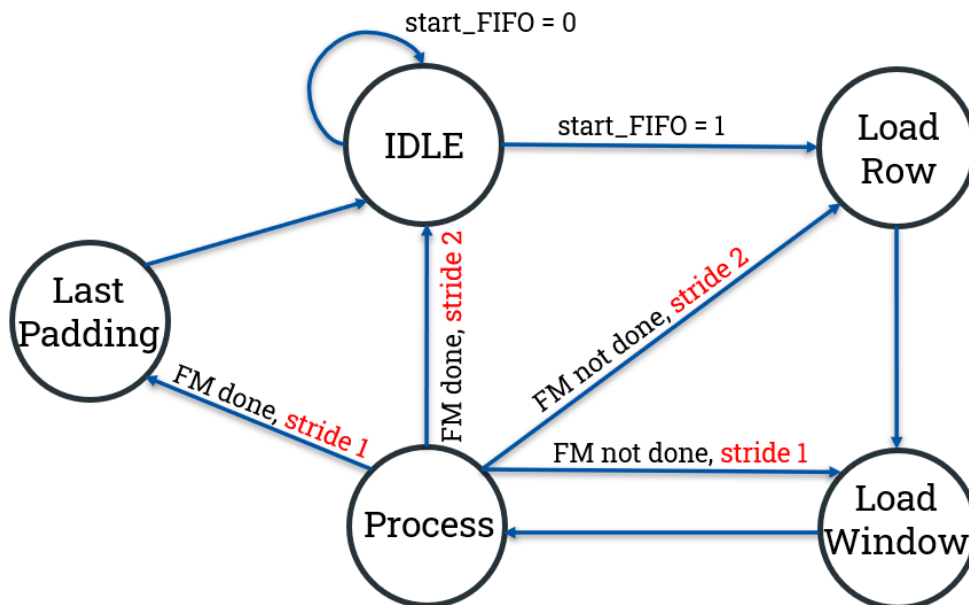 start_FIFO = 0
IDLE
start_FIFO = 1
Load
Row
Last
Padding
FM done, stride 2
FM not done, stride 2
FM done, stride 1
FM not done, stride 1
Process
Load
Window